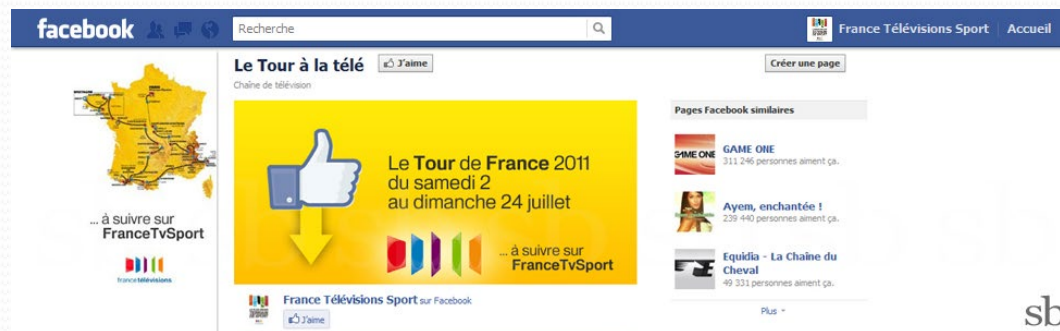 facebook
Recherche
France Télévisions Sport
Accueil
Le Tour à la télé
J'aime
Chaîne de télévision
Créer une page
... à suivre sur
FranceTvSport
francetélévisions
Le Tour de France 2011
du samedi 2
au dimanche 24 juillet
... à suivre sur
FranceTvSport
France Télévisions Sport sur Facebook
J'aime
Pages Facebook similaires
GAME ONE
GAME ONE
311 246 personnes aiment ça.
Ayem, enchantée !
239 440 personnes aiment ça.
Equidia - La Chaîne du
Cheval
49 331 personnes aiment ça.
Plus
sb